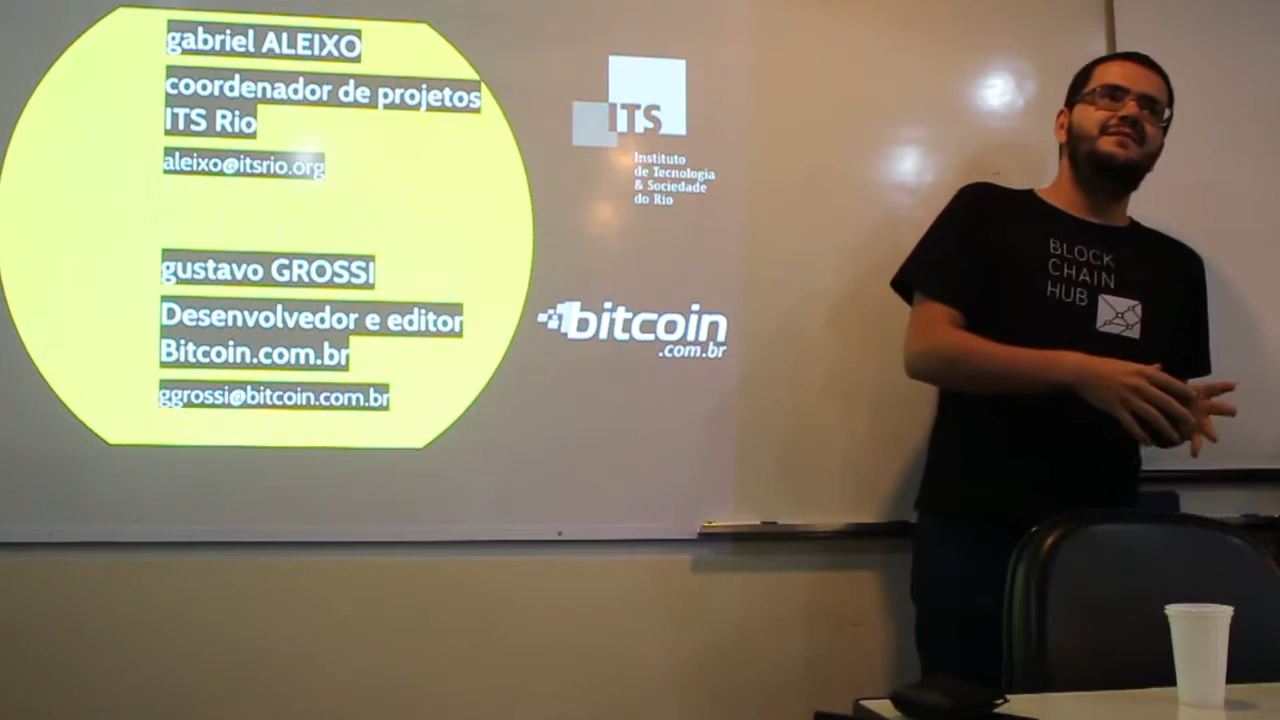 gabriel ALEIXO
coordenador de projetos
ITS Rio
aleixo@itsrio.org
gustavo GROSSI
Desenvolvedor e editor
Bitcoin.com.br
ggrossi@bitcoin.com.br
ITS
Instituto
de Tecnologia
& Sociedade
do Rio
bitcoin
.com.br
BLOCK
CHAIN
HUB